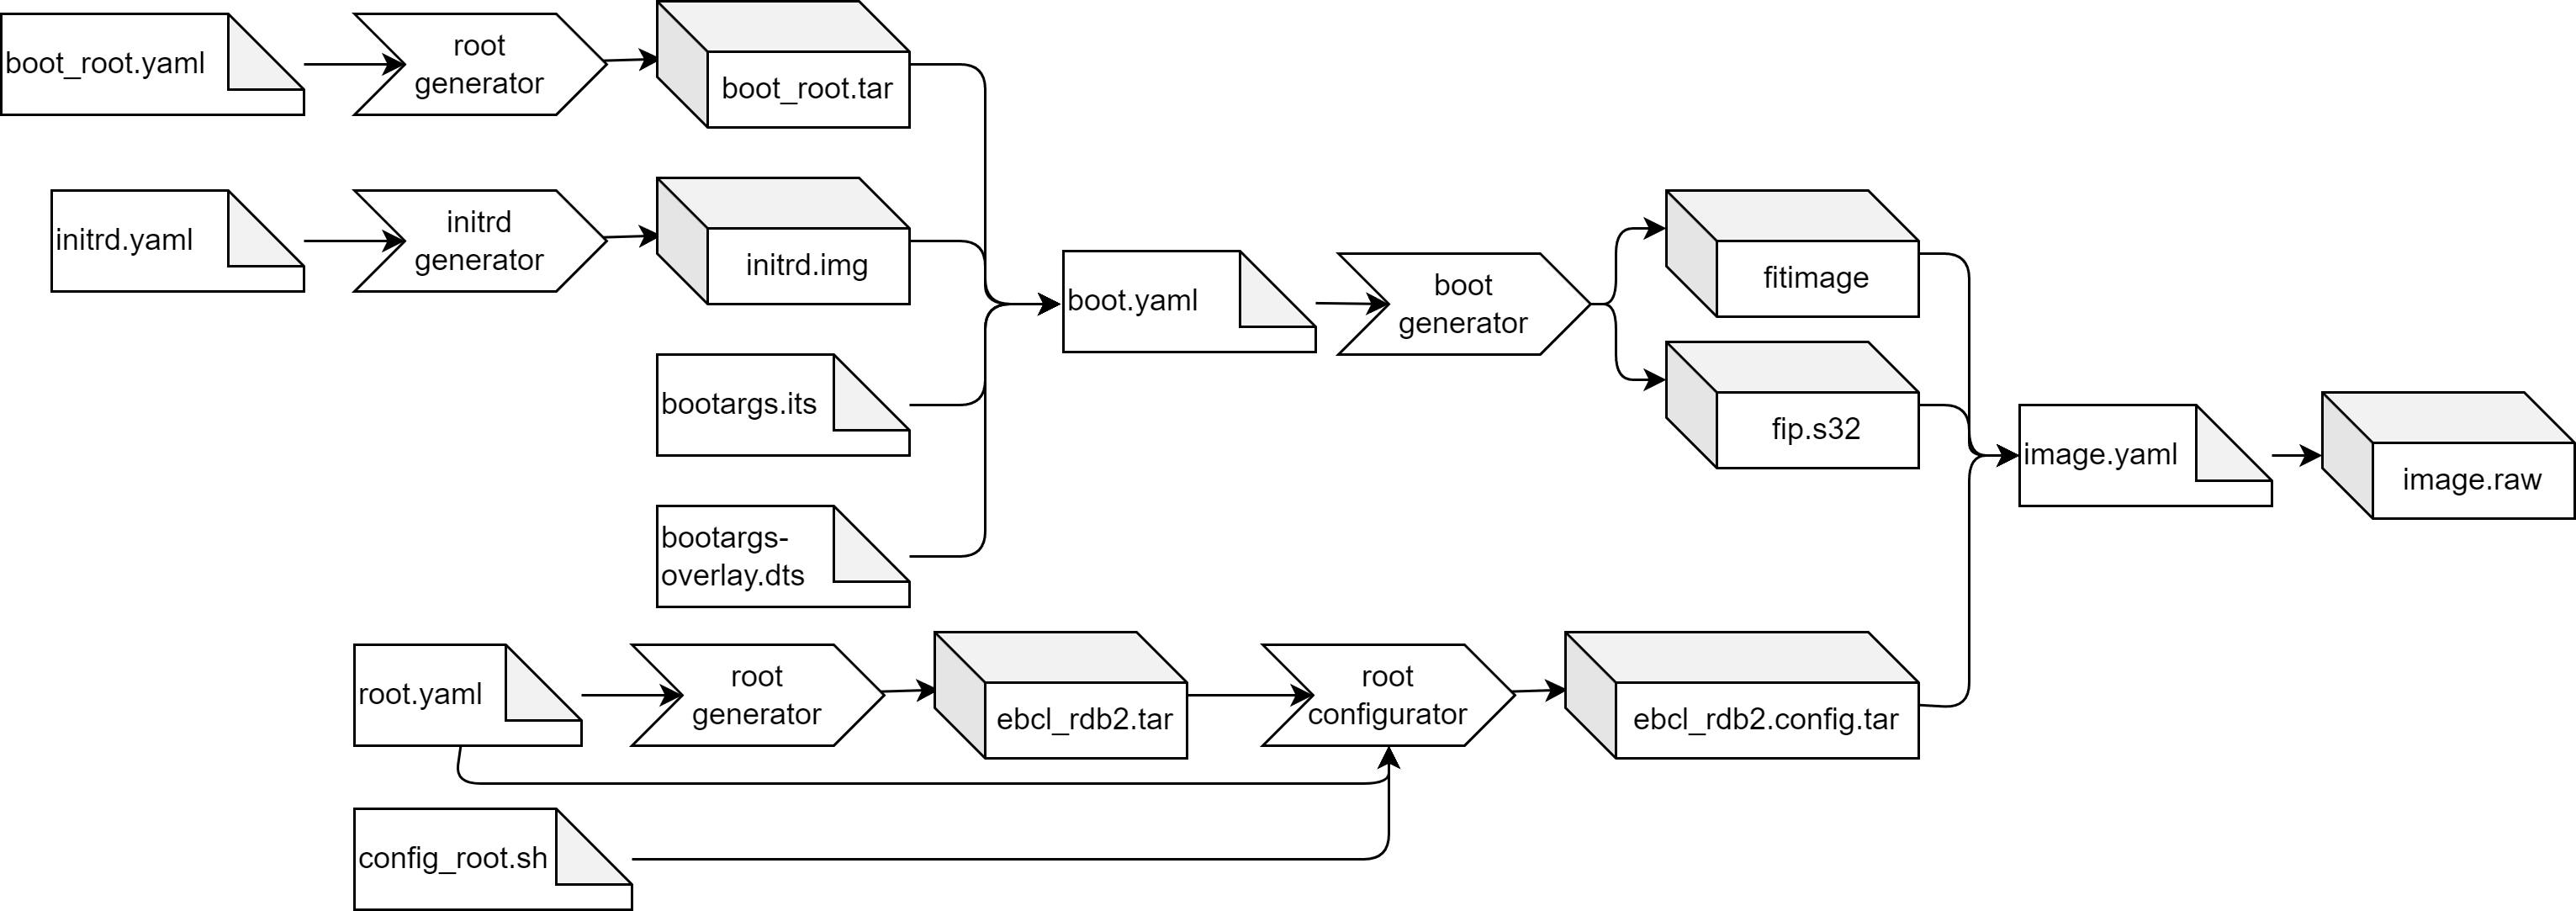 boot_root.yaml
root
generator
boot_root.tar
initrd.yaml
initrd
generator
initrd.img
bootargs.its
bootargs-
overlay.dts
boot.yaml
boot
generator
fitimage
fip.s32
image.yaml
image.raw
root.yaml
root
generator
ebcl_rdb2.tar
root
configurator
ebcl_rdb2.config.tar
config_root.sh